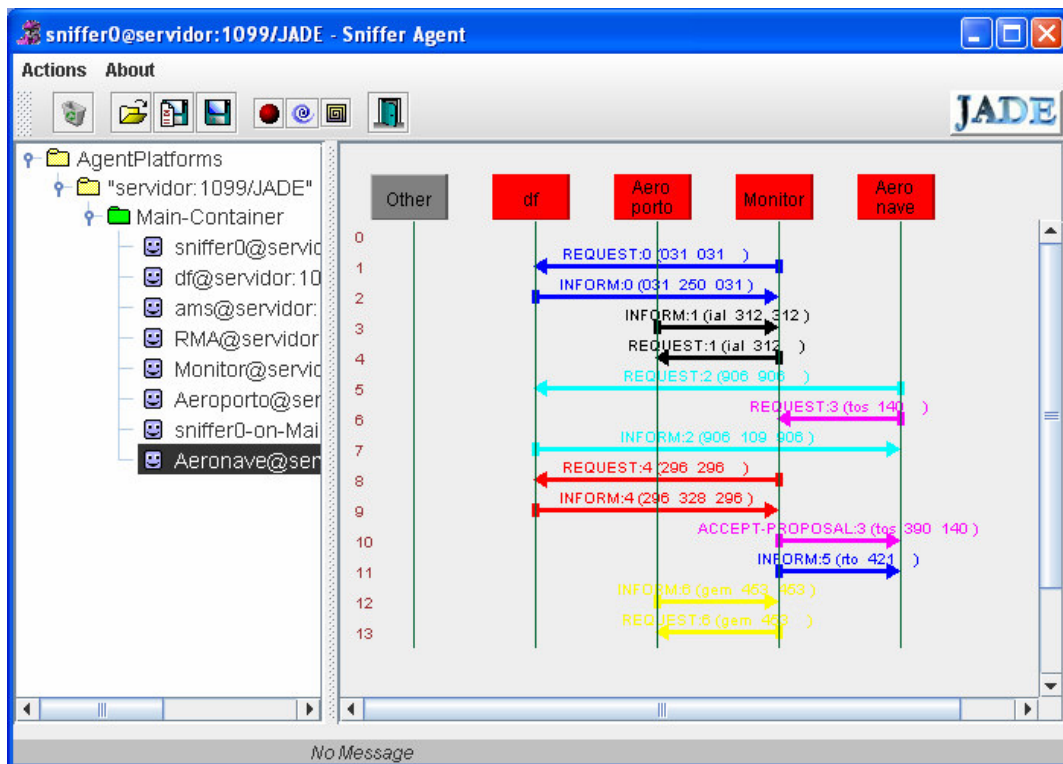 sniffer0@servidor:1099/JADE - Sniffer Agent
Actions About
JADE
AgentPlatforms
"servidor:1099/JADE"
Main-Container
sniffer0@servid
df@servidor:10
ams@servidor:
RMA@servidor
Monitor@servid
Aeroporto@ser
sniffer0-on-Mai
Aeronave@ser
Other
df
Aero
porto
Monitor
Aero
nave
0
REQUEST:0 (031 031 )
1
INFORM:0 (031 250 031 )
2
INFORM:1 (ial 312 312 )
3
REQUEST:1 (ial 312 )
4
REQUEST:2 (906 906 )
5
REQUEST:3 (tos 140 )
6
INFORM:2 (906 109 906 )
7
REQUEST:4 (296 296 )
8
INFORM:4 (296 328 296 )
9
ACCEPT-PROPOSAL:3 (tos 390 140 )
10
INFORM:5 (rto 421 )
11
INFORM:6 (gem 453 453 )
12
REQUEST:6 (gem 453 )
13
No Message